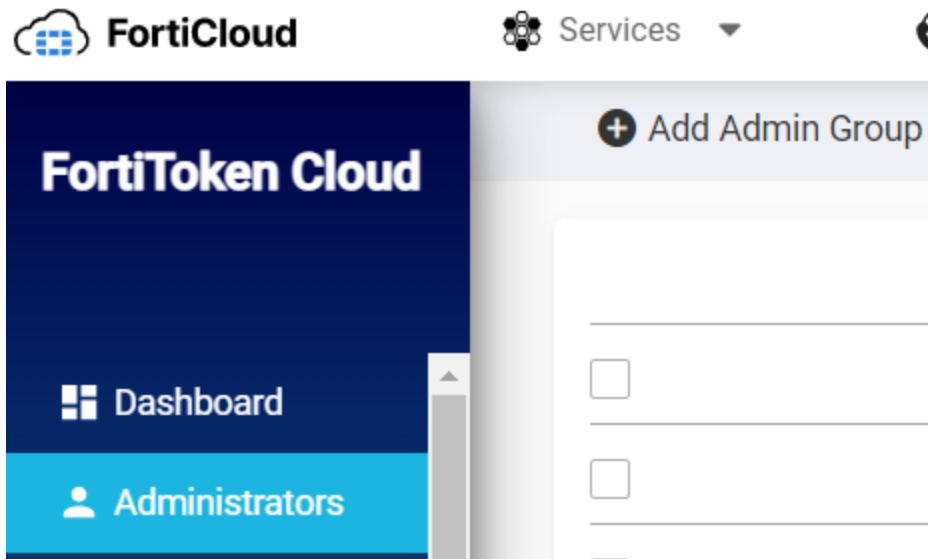 FortiCloud
Services
Add Admin Group
FortiToken Cloud
Dashboard
Administrators